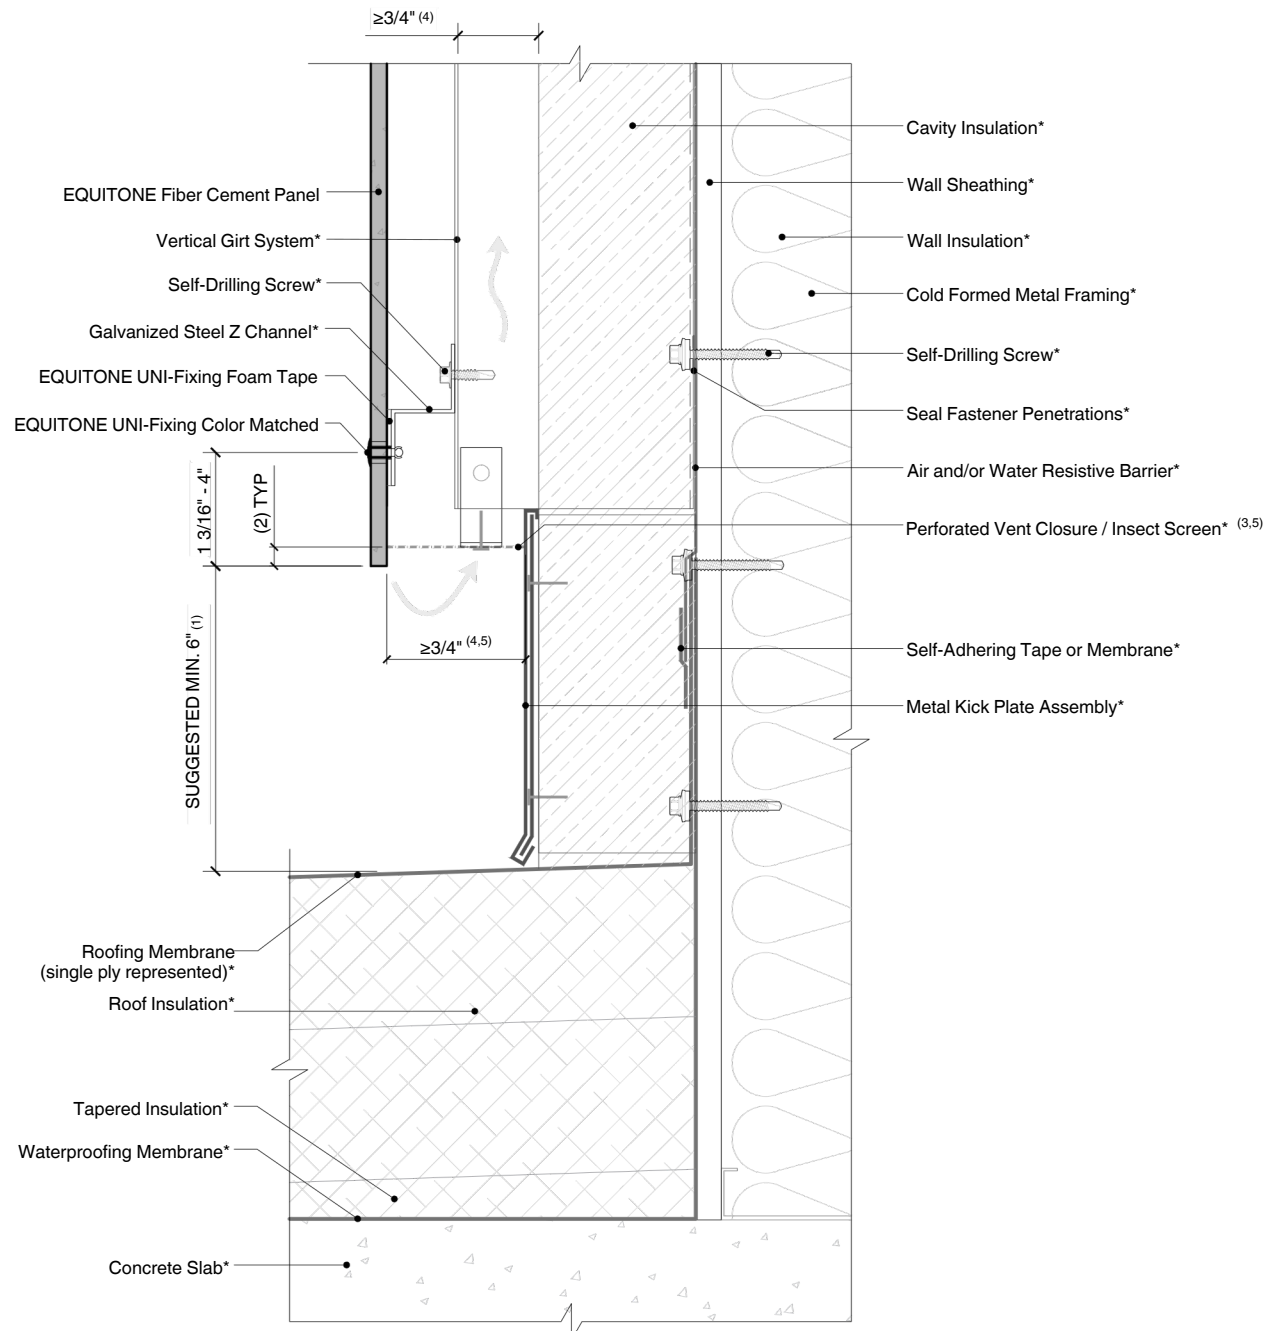 ≥3/4" (4)
EQUITONE Fiber Cement Panel
Vertical Girt System*
Self-Drilling Screw*
Galvanized Steel Z Channel*
EQUITONE UNI-Fixing Foam Tape
EQUITONE UNI-Fixing Color Matched
1 3/16" - 4"
(2) TYP
SUGGESTED MIN. 6" (1)
≥3/4" (4,5)
Roofing Membrane
(single ply represented)*
Roof Insulation*
Tapered Insulation*
Waterproofing Membrane*
Concrete Slab*
Cavity Insulation*
Wall Sheathing*
Wall Insulation*
Cold Formed Metal Framing*
Self-Drilling Screw*
Seal Fastener Penetrations*
Air and/or Water Resistive Barrier*
Perforated Vent Closure / Insect Screen* (3,5)
Self-Adhering Tape or Membrane*
Metal Kick Plate Assembly*